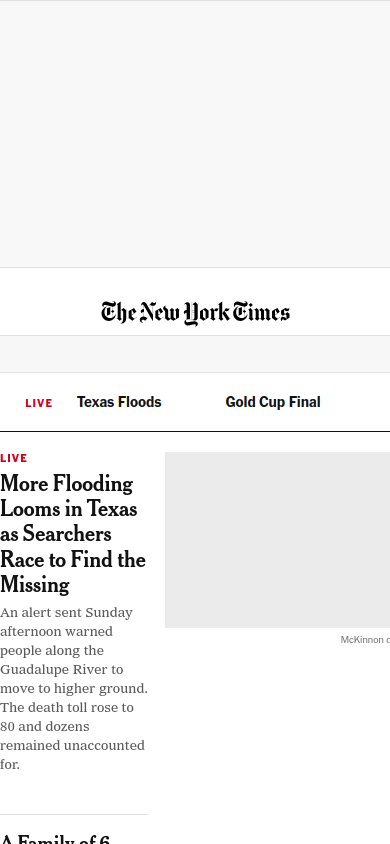 The New York Times
LIVE Texas Floods Gold Cup Final
LIVE
More Flooding
Looms in Texas
as Searchers
Race to Find the
Missing
An alert sent Sunday
afternoon warned
people along the
Guadalupe River to
move to higher ground.
The death toll rose to
80 and dozens
remained unaccounted
for.
McKinnon
A Family of 6